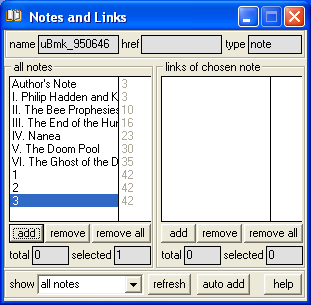 Notes and Links
name uBmk_950646 href type note
all notes links of chosen note
Author's Note 3
I. Philip Hadden and K 3
II. The Bee Prophesies 10
III. The End of the Hur 16
IV. Nanea 23
V. The Doom Pool 30
VI. The Ghost of the D 35
1 42
2 42
3 42
add remove remove all add remove remove all
total 0 selected 1 total 0 selected 0
show all notes refresh auto add help